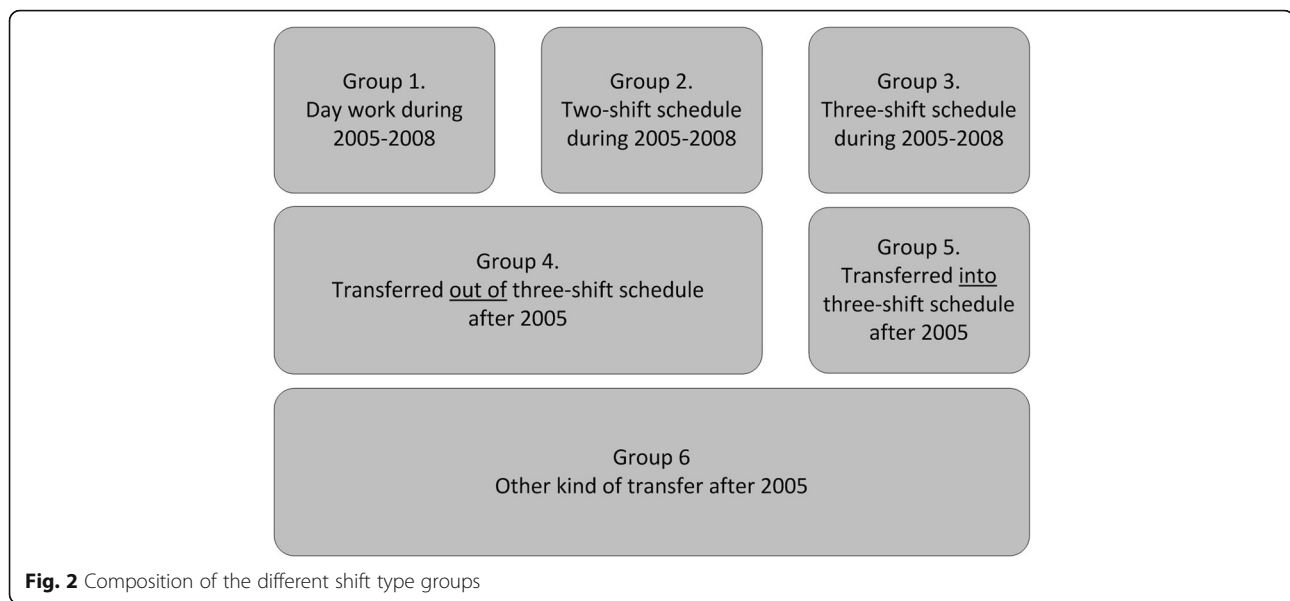 Group 1.
Day work during
2005-2008
Group 2.
Two-shift schedule
during 2005-2008
Group 3.
Three-shift schedule
during 2005-2008
Group 4.
Transferred out of three-shift schedule
after 2005
Group 5.
Transferred into
three-shift schedule
after 2005
Group 6
Other kind of transfer after 2005
Fig. 2 Composition of the different shift type groups